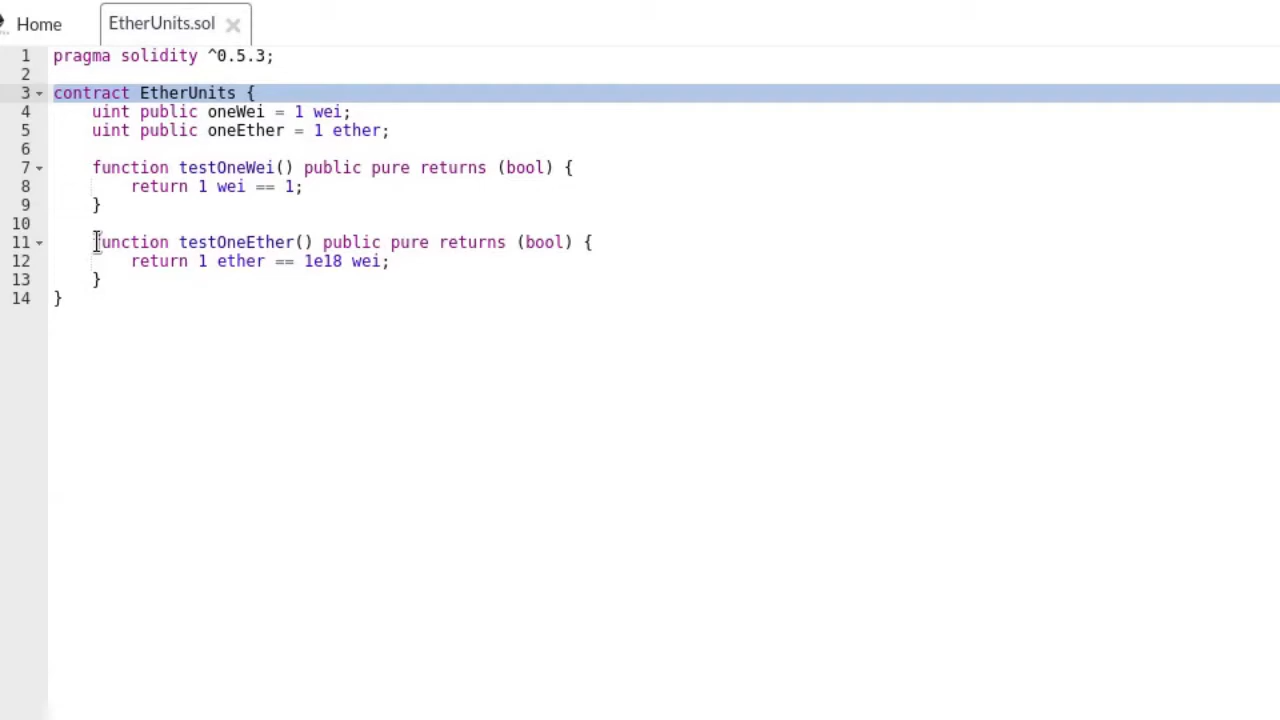 Home
EtherUnits.sol
1 pragma solidity ^0.5.3;
2
3 contract EtherUnits {
4 uint public oneWei = 1 wei;
5 uint public oneEther = 1 ether;
6
7 function testOneWei() public pure returns (bool) {
8 return 1 wei == 1;
9 }
10
11 function testOneEther() public pure returns (bool) {
12 return 1 ether == 1e18 wei;
13 }
14 }